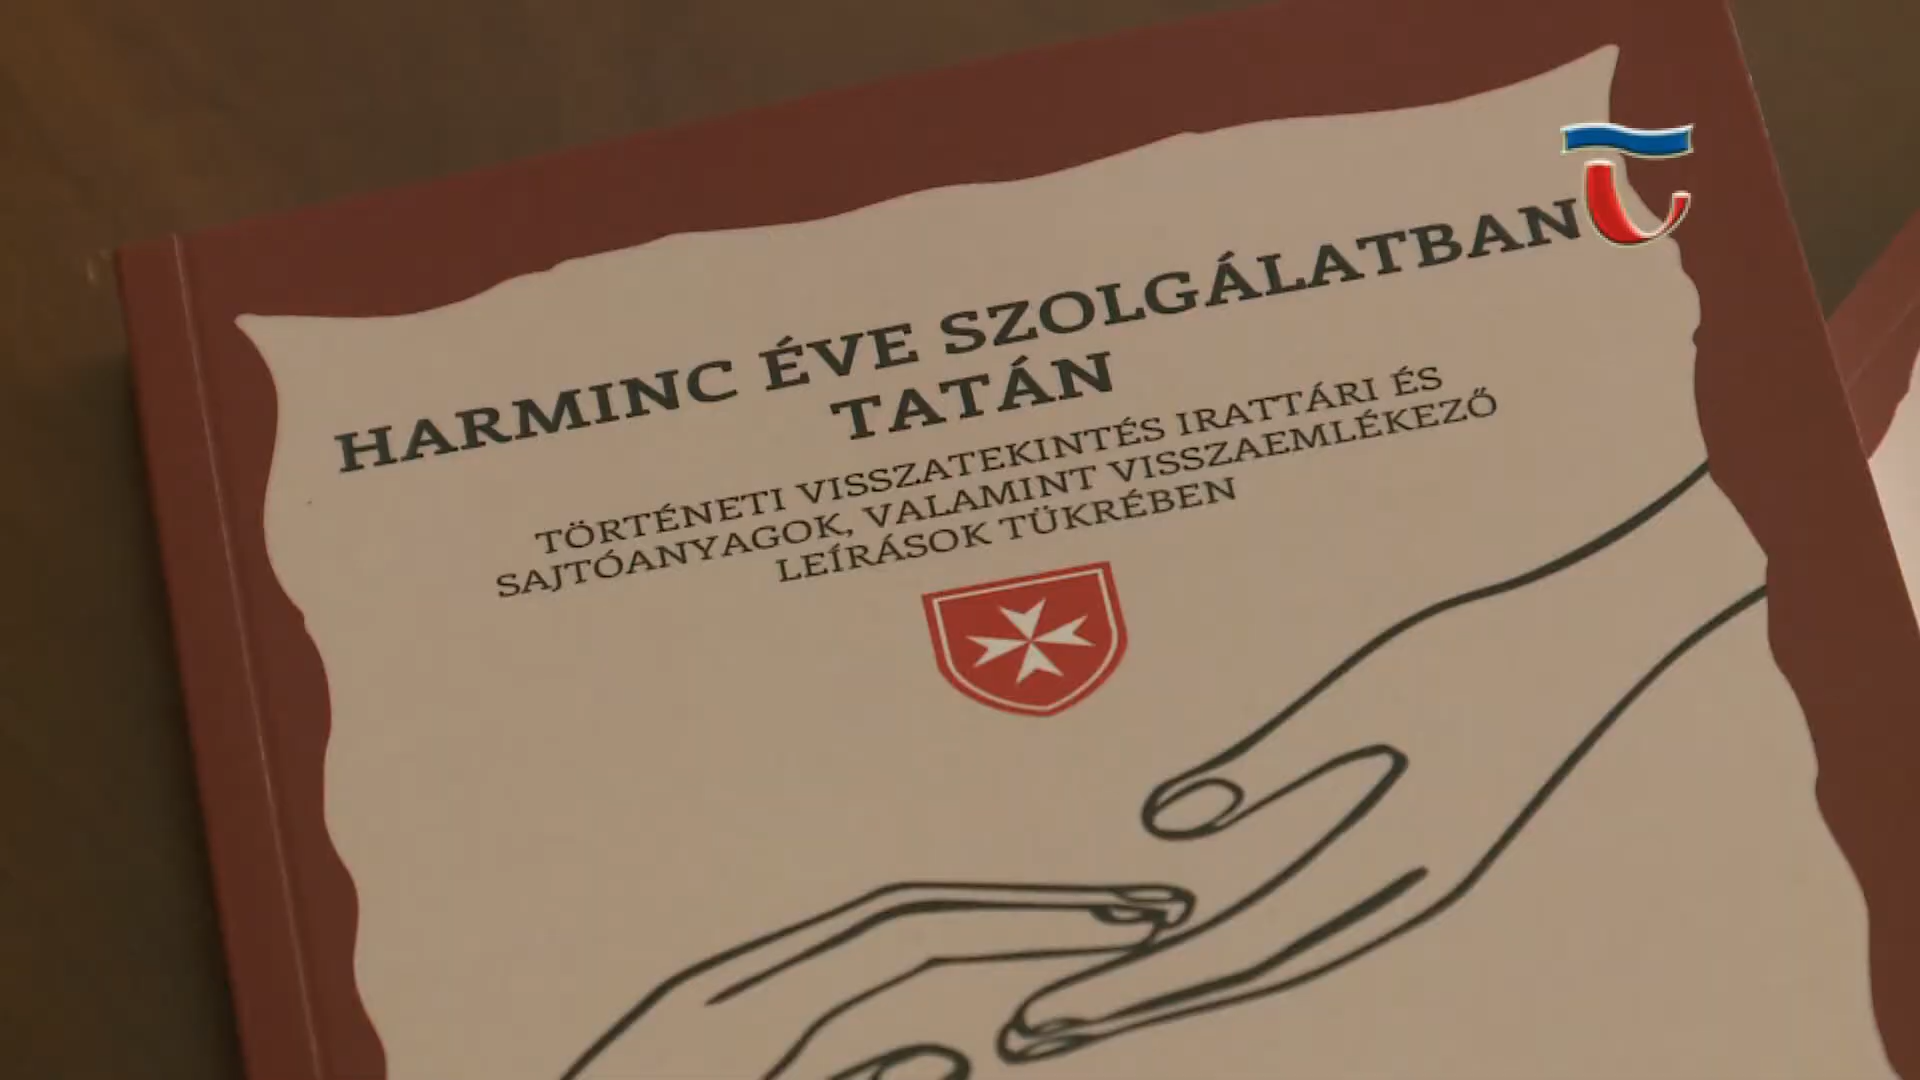 HARMINC ÉVE SZOLGÁLATBAN
TATÁN
TÖRTÉNETI VISSZATEKINTÉS IRATTÁRI ÉS
SAJTÓANYAGOK, VALAMINT VISSZAEMLÉKEZŐ
LEÍRÁSOK TÜKRÉBEN